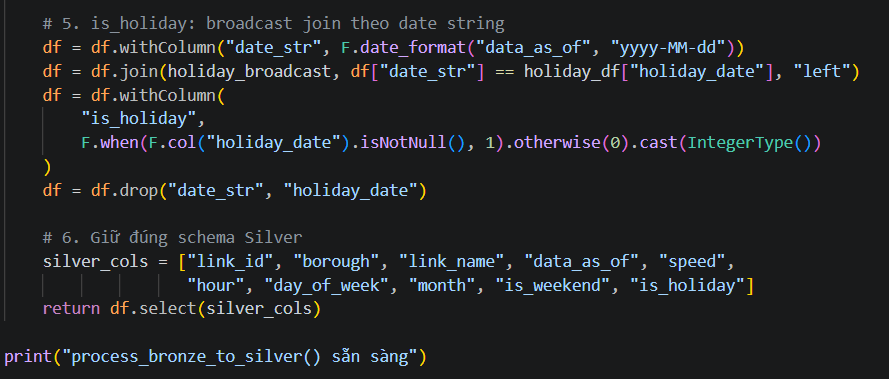 # 5. is_holiday: broadcast join theo date string
df = df.withColumn("date_str", F.date_format("data_as_of", "yyyy-MM-dd"))
df = df.join(holiday_broadcast, df["date_str"] == holiday_df["holiday_date"], "left")
df = df.withColumn(
"is_holiday",
F.when(F.col("holiday_date").isNotNull(), 1).otherwise(0).cast(IntegerType())
)
df = df.drop("date_str", "holiday_date")
# 6. Giữ đúng schema Silver
silver_cols = ["link_id", "borough", "link_name", "data_as_of", "speed",
"hour", "day_of_week", "month", "is_weekend", "is_holiday"]
return df.select(silver_cols)
print("process_bronze_to_silver() sẵn sàng")